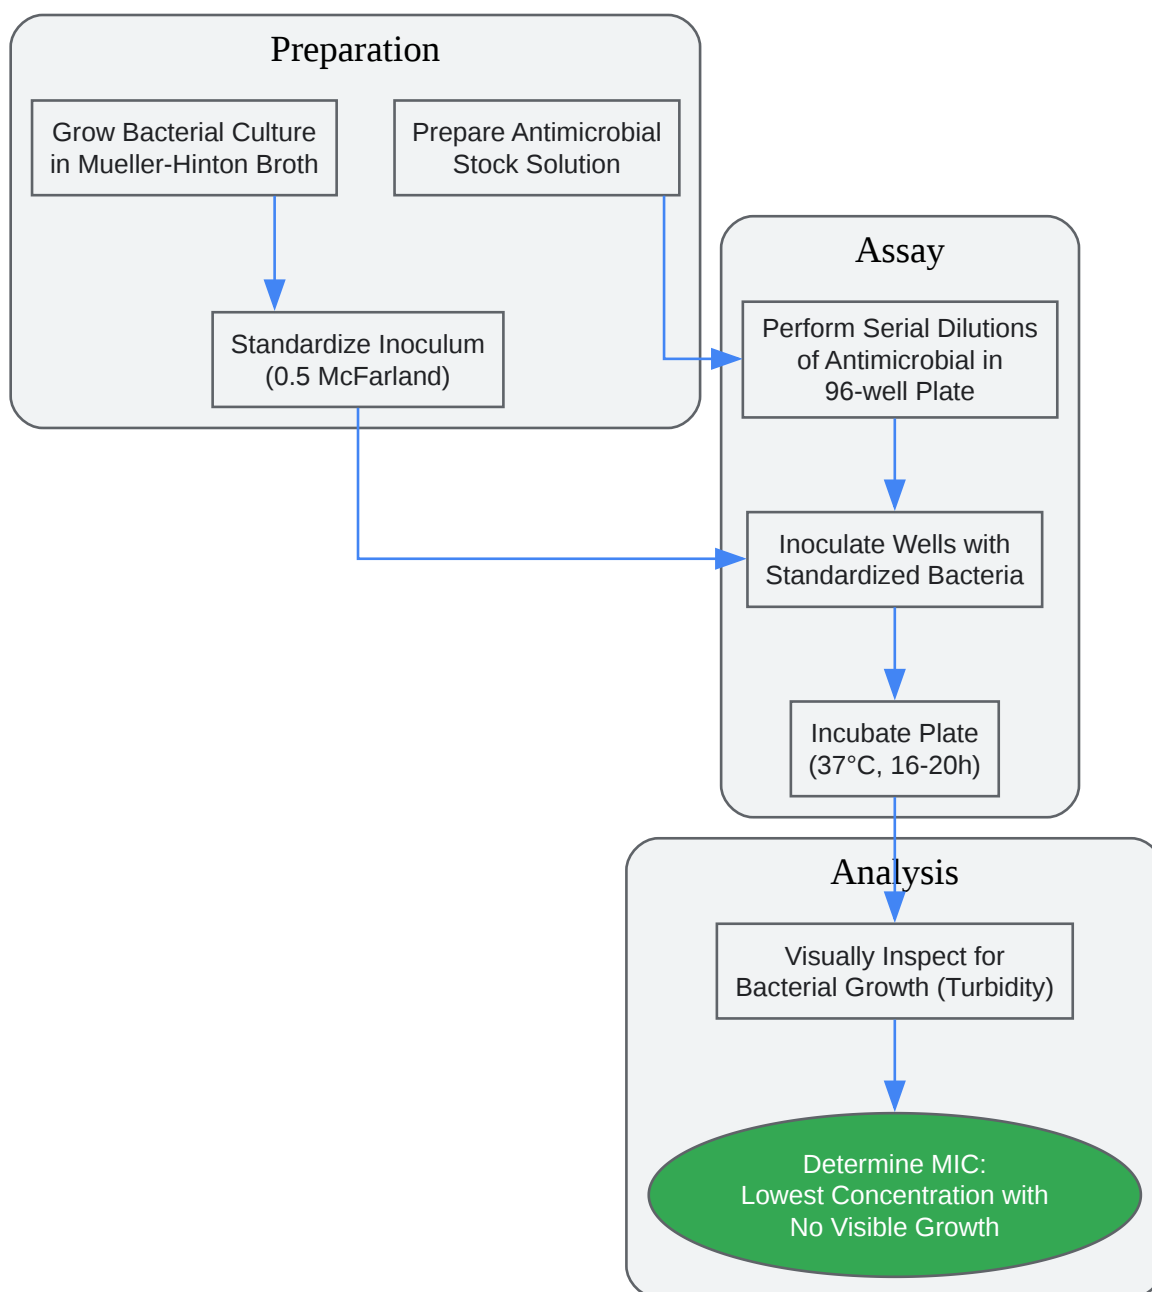 Preparation
Grow Bacterial Culture
in Mueller-Hinton Broth
Prepare Antimicrobial
Stock Solution
Standardize Inoculum
(0.5 McFarland)
Assay
Perform Serial Dilutions
of Antimicrobial in
96-well Plate
Inoculate Wells with
Standardized Bacteria
Incubate Plate
(37°C, 16-20h)
Analysis
Visually Inspect for
Bacterial Growth (Turbidity)
Determine MIC:
Lowest Concentration with
No Visible Growth